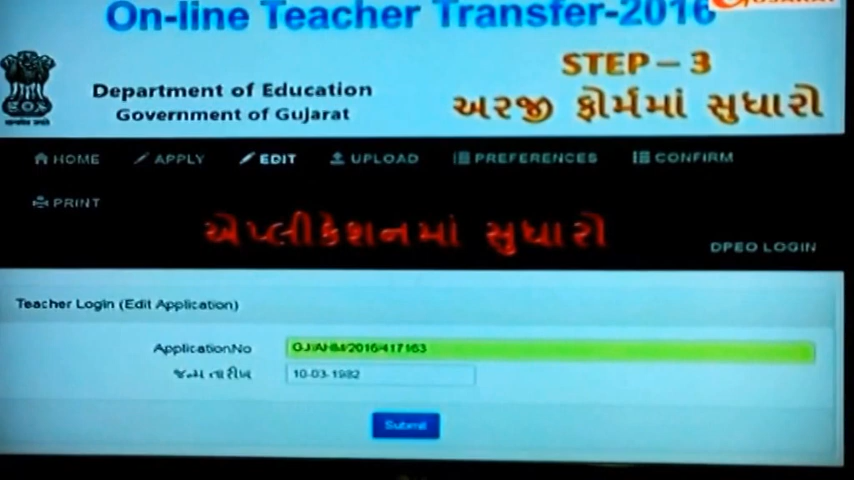 On-line Teacher Transfer-2016
Department of Education
Government of Gujarat
STEP – 3
અરજી ફોર્મમાં સુધારો
HOME
APPLY
EDIT
UPLOAD
PREFERENCES
CONFIRM
PRINT
એપ્લીકેશનમાં સુધારો
DPEO LOGIN
Teacher Login (Edit Application)
ApplicationNo
GJ/AHM/2016/417163
જન્મ તારીખ
10-03-1982
Submit